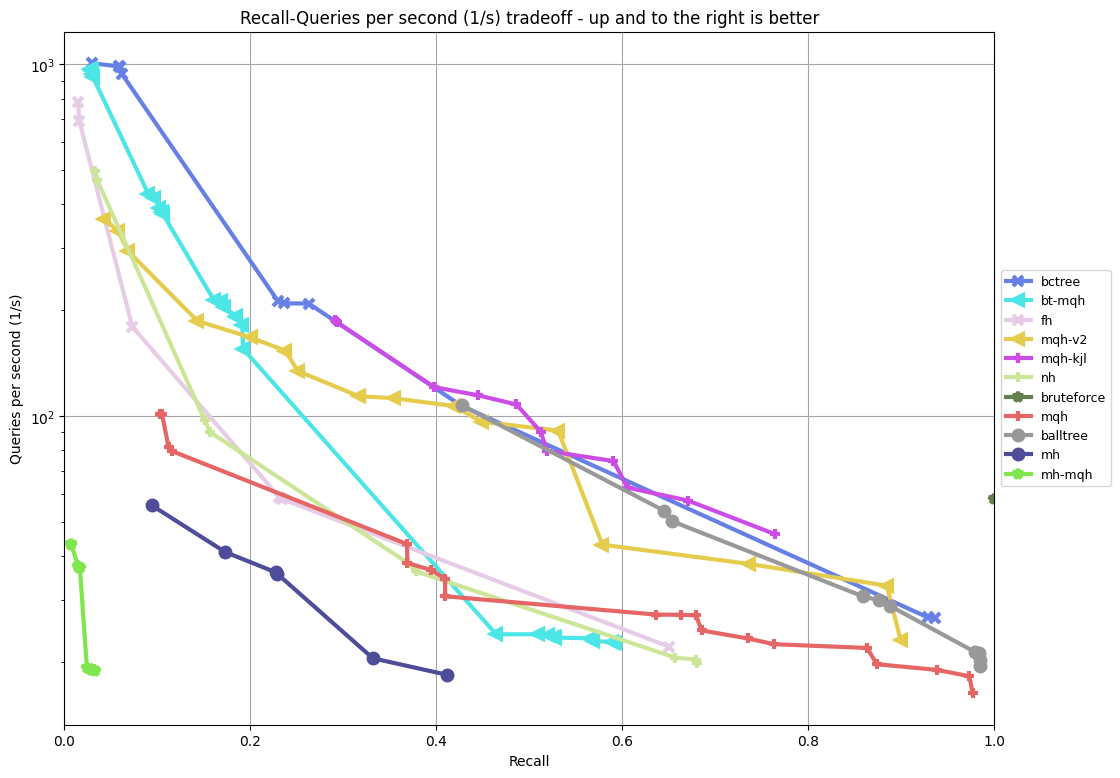 Recall-Queries per second (1/s) tradeoff - up and to the right is better
Queries per second (1/s)
10³
10²
0.0 0.2 0.4 0.6 0.8 1.0
Recall
bctree
bt-mqh
fh
mqh-v2
mqh-kjl
nh
bruteforce
mqh
balltree
mh
mh-mqh